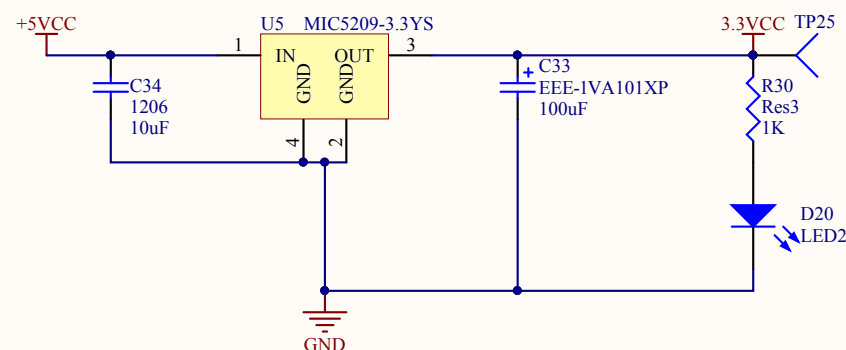 +5VCC
U5 MIC5209-3.3YS
3.3VCC
TP25
1
IN OUT
3
GND
GND
4
2
C34
1206
10uF
+
C33
EEE-1VA101XP
100uF
R30
Res3
1K
D20
LED2
GND